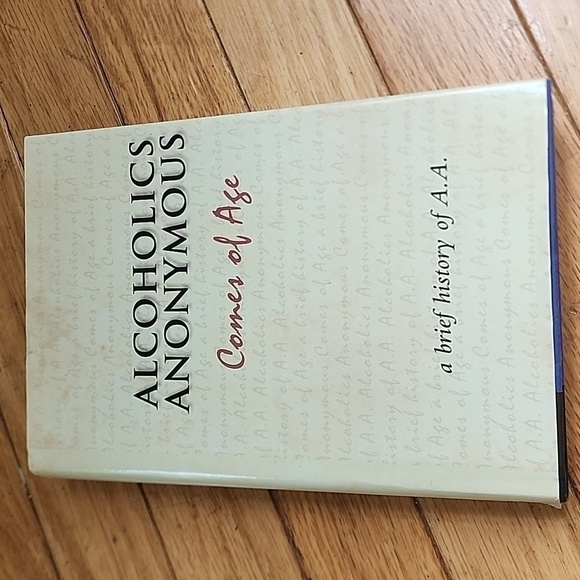 ALCOHOLICS
ANONYMOUS
Comes of Age
a brief history of A.A.